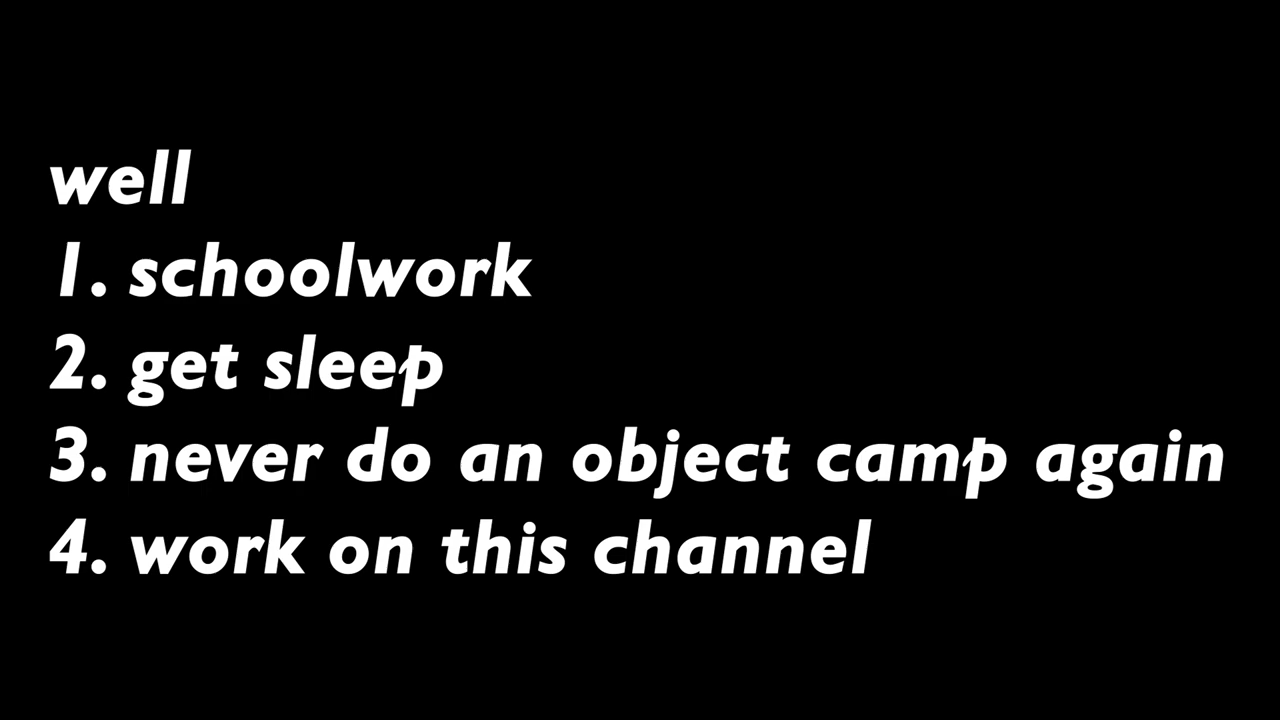 well
1. schoolwork
2. get sleep
3. never do an object camp again
4. work on this channel